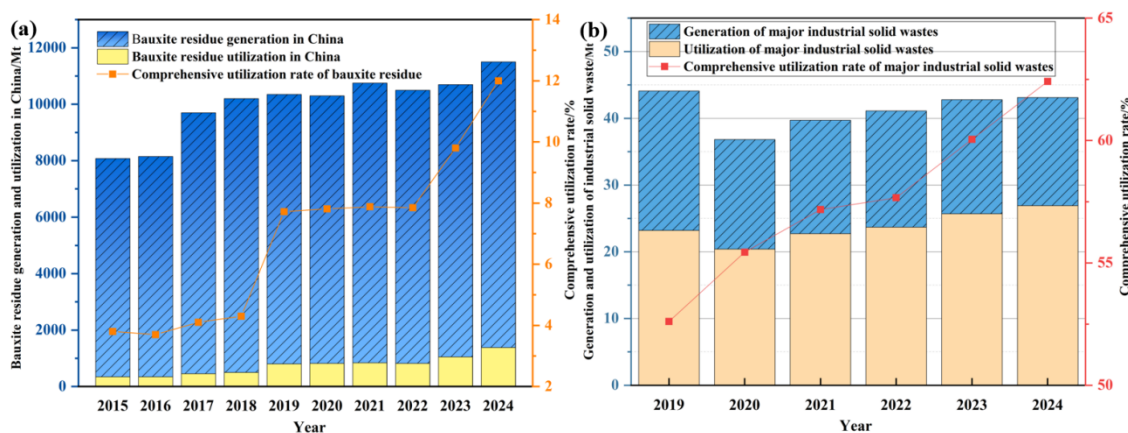 (a)
Bauxite residue generation in China
Bauxite residue utilization in China
Comprehensive utilization rate of bauxite residue
Bauxite residue generation and utilization in China/Mt
12000
10000
8000
6000
4000
2000
0
14
12
10
8
6
4
2
Comprehensive utilization rate/%
2015 2016 2017 2018 2019 2020 2021 2022 2023 2024
Year
(b)
Generation of major industrial solid wastes
Utilization of major industrial solid wastes
Comprehensive utilization rate of major industrial solid wastes
Generation and utilization of industrial solid waste/Mt
50
40
30
20
10
0
65
60
55
50
Comprehensive utilization rate/%
2019 2020 2021 2022 2023 2024
Year